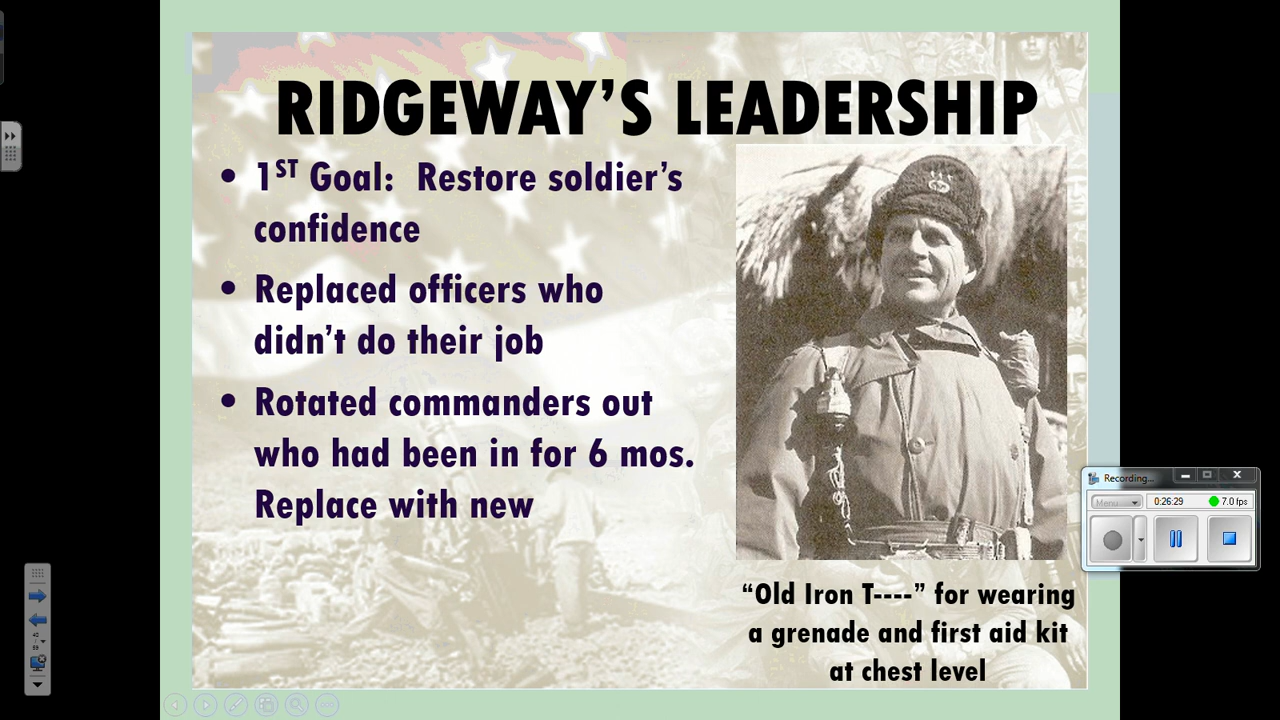 RIDGEWAY’S LEADERSHIP
• 1ST Goal:  Restore soldier’s
confidence
• Replaced officers who
didn’t do their job
• Rotated commanders out
who had been in for 6 mos.
Replace with new
“Old Iron T----” for wearing
a grenade and first aid kit
at chest level
Recording...
Menu
0:26:29
7.0 fps
42
/
59